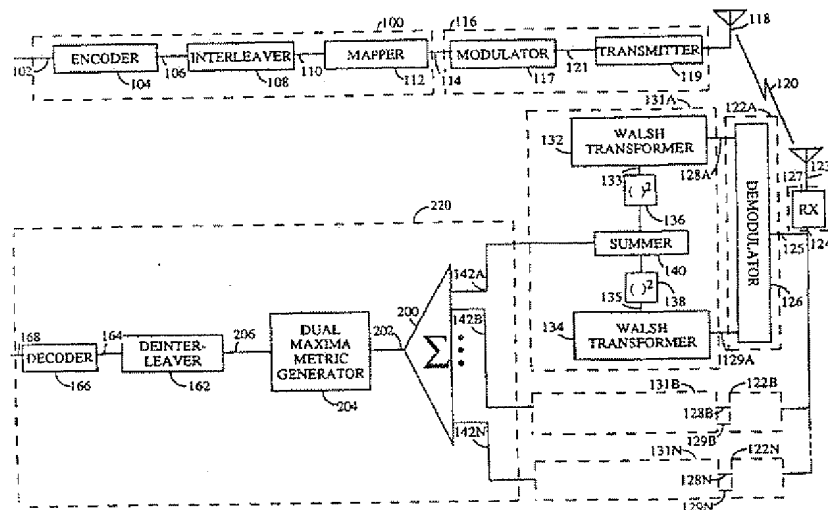 100
116
118
ENCODER
INTERLEAVER
MAPPER
MODULATOR
TRANSMITTER
102
104
106
108
110
112
114
117
121
119
120
131A
122A
132
WALSH
TRANSFORMER
133
128A
123
127
( )²
136
RX
124
125
DEMODULATOR
126
220
SUMMER
140
142A
( )²
135
138
200
142B
134
WALSH
TRANSFORMER
129A
168
DECODER
166
164
DEINTER-
LEAVER
162
206
DUAL
MAXIMA
METRIC
GENERATOR
204
202
Σ
131B
122B
128B
129B
142N
131N
122N
128N
129N